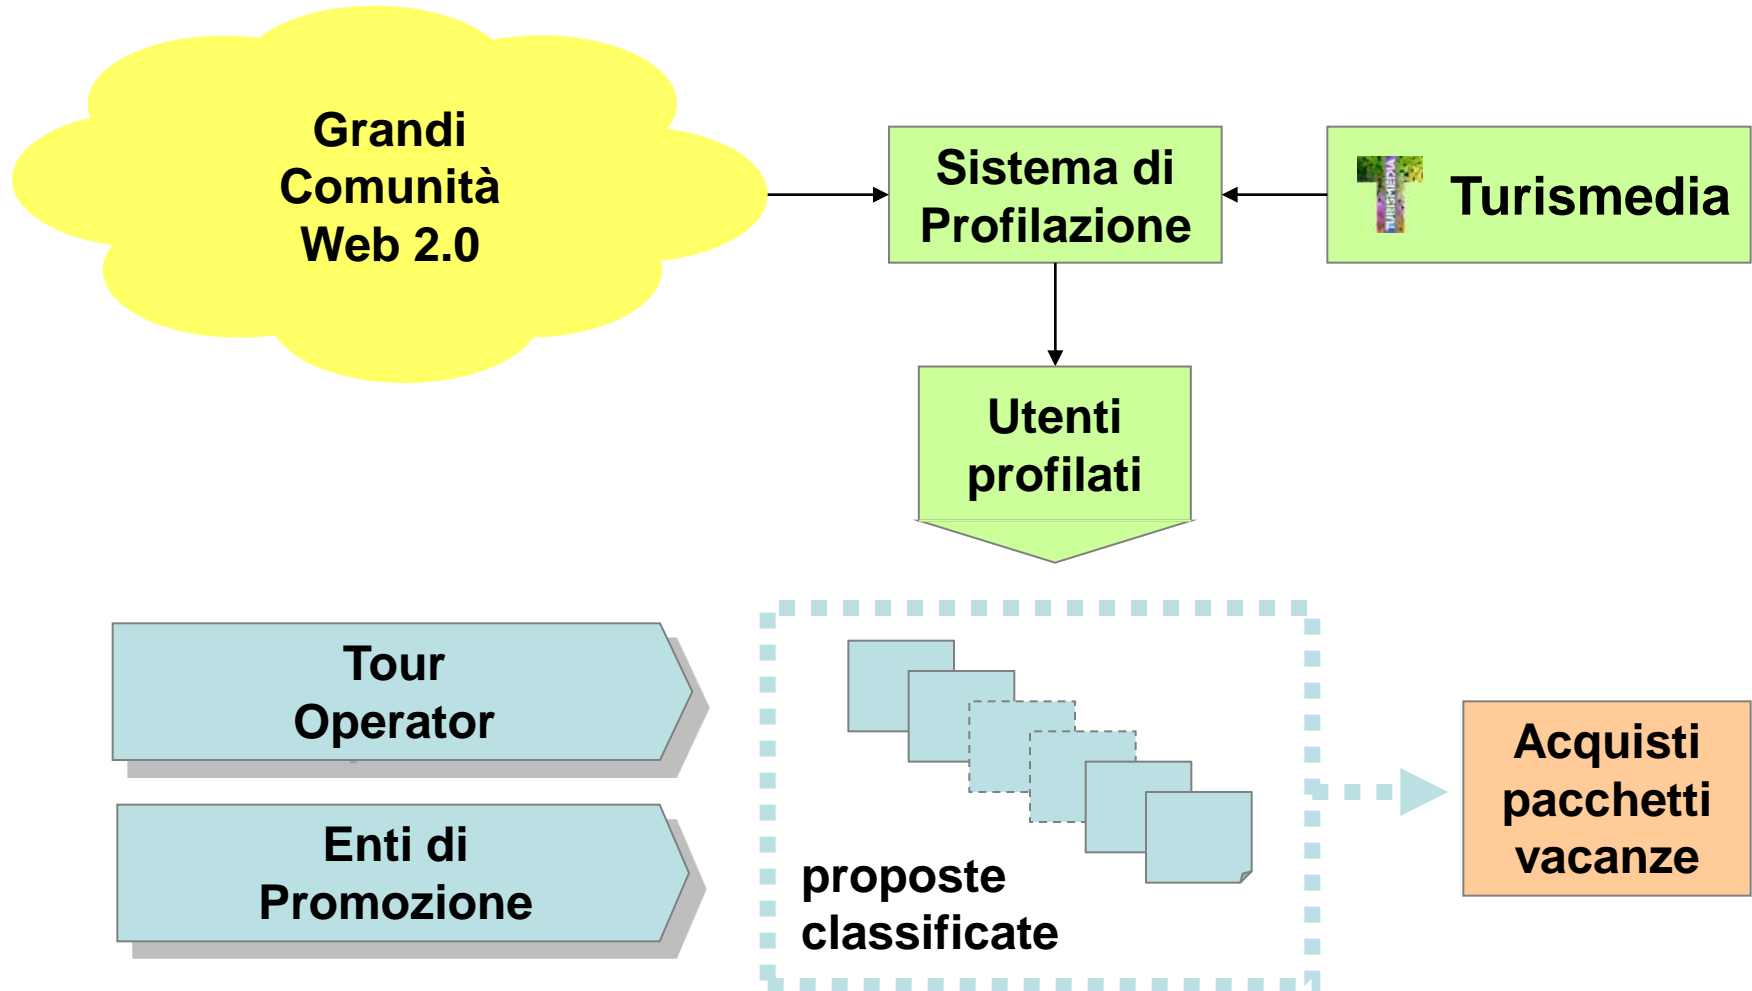 Grandi
Comunità
Web 2.0
Sistema di
Profilazione
TURISMEDIA
Turismedia
Utenti
profilati
Tour
Operator
Enti di
Promozione
proposte
classificate
Acquisti
pacchetti
vacanze